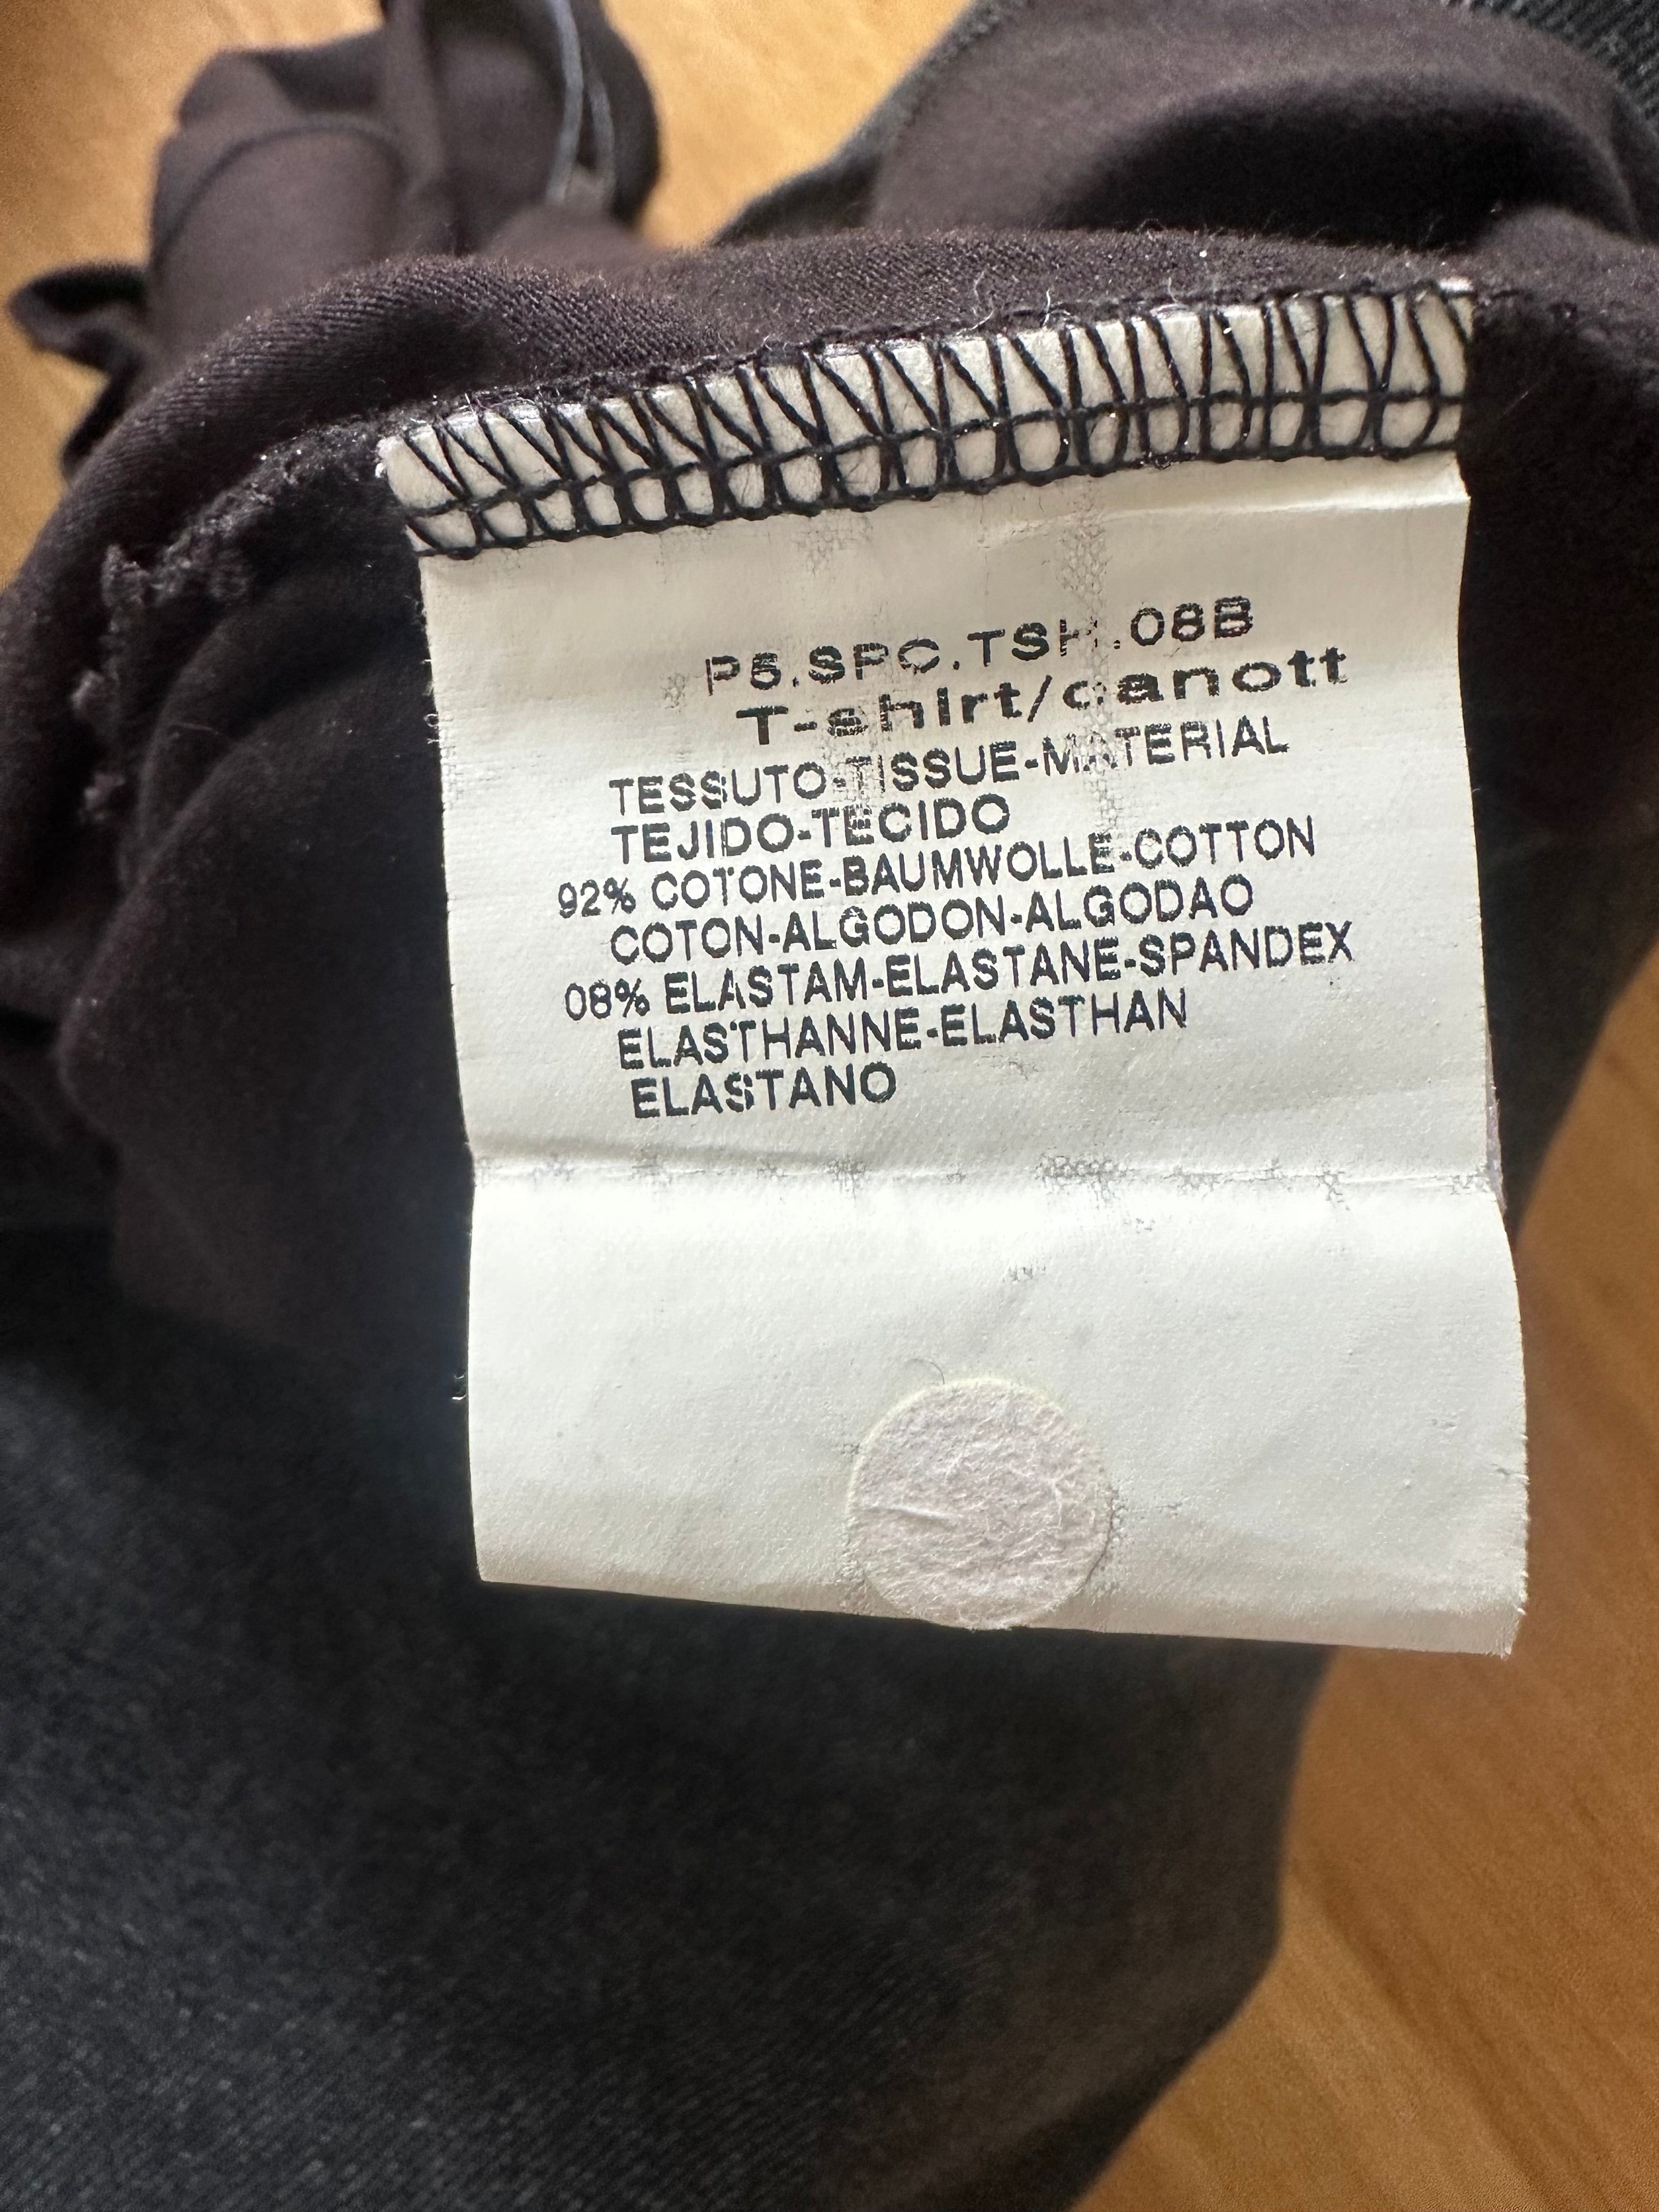 P5.SPC.TSH.08B
T-shirt/canott
TESSUTO-TISSUE-MATERIAL
TEJIDO-TECIDO
92% COTONE-BAUMWOLLE-COTTON
COTON-ALGODON-ALGODAO
08% ELASTAM-ELASTANE-SPANDEX
ELASTHANNE-ELASTHAN
ELASTANO